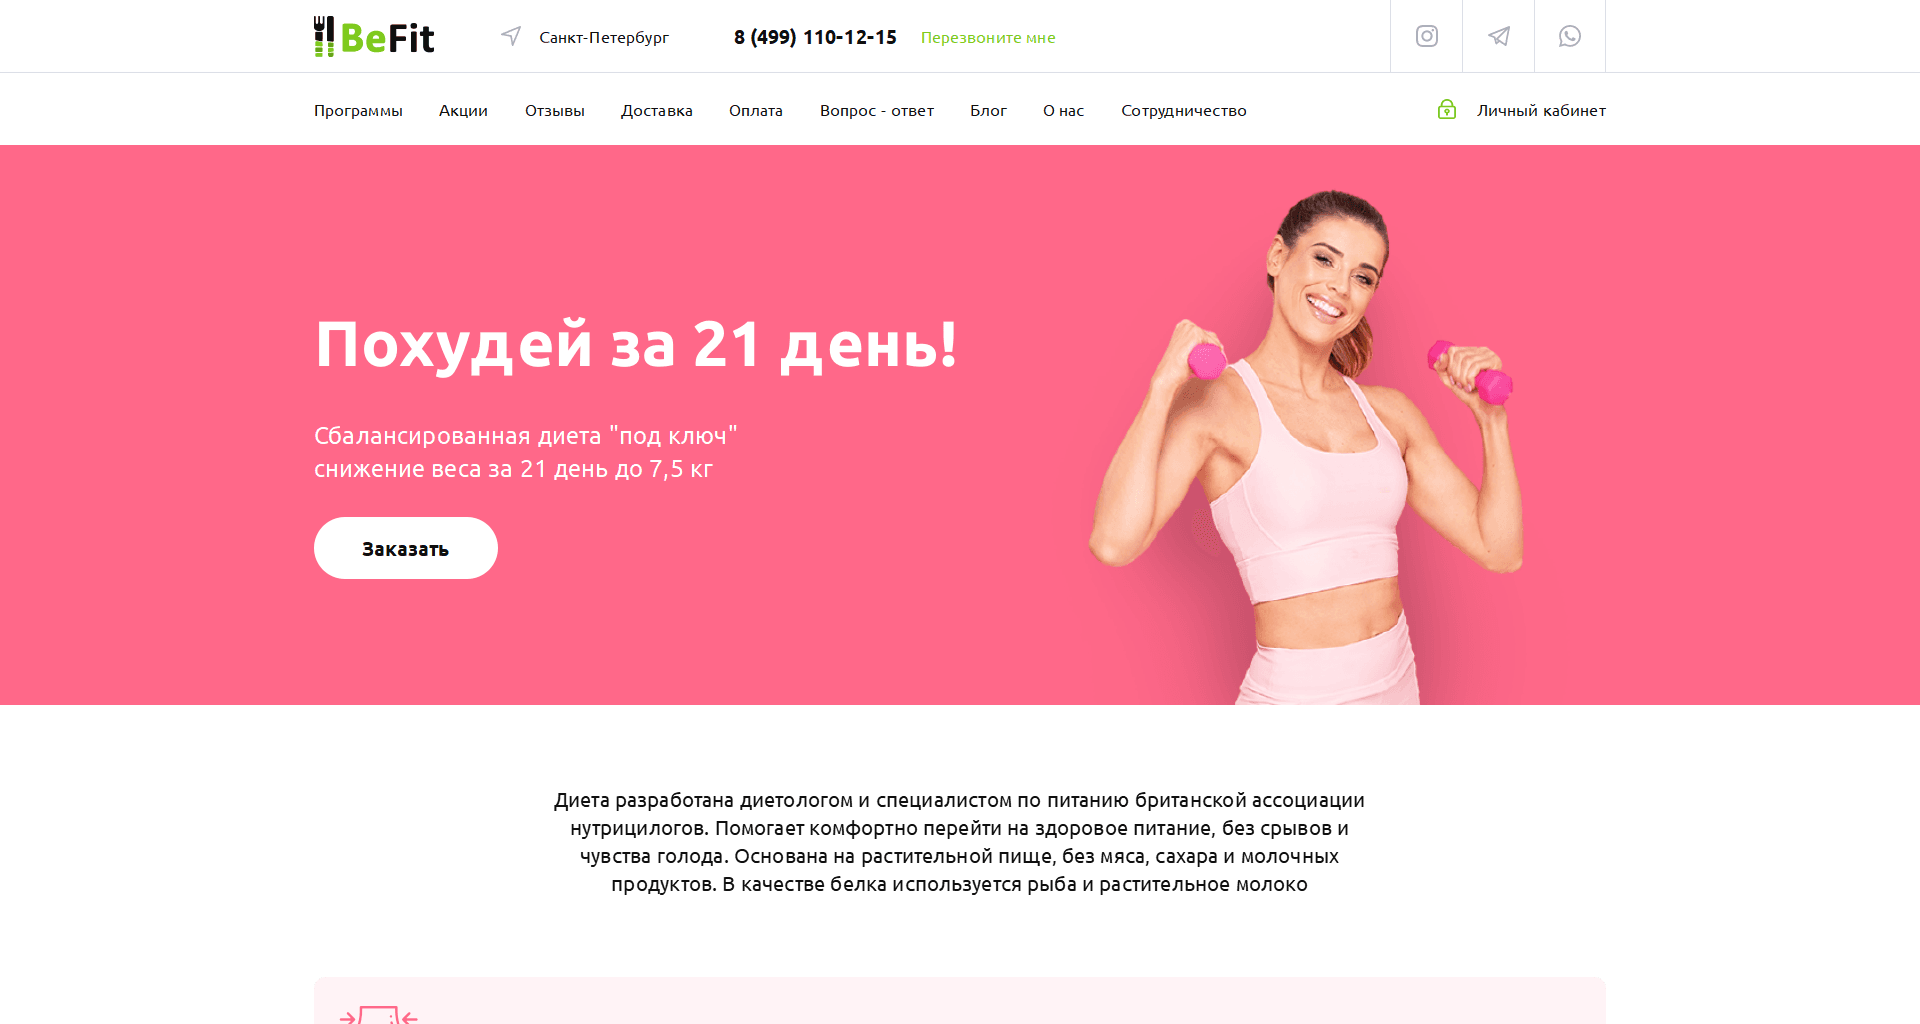 BeFit
Санкт-Петербург
8 (499) 110-12-15
Перезвоните мне
Программы
Акции
Отзывы
Доставка
Оплата
Вопрос - ответ
Блог
О нас
Сотрудничество
Личный кабинет
Похудей за 21 день!
Сбалансированная диета "под ключ"
снижение веса за 21 день до 7,5 кг
Заказать
Диета разработана диетологом и специалистом по питанию британской ассоциации
нутрицилогов. Помогает комфортно перейти на здоровое питание, без срывов и
чувства голода. Основана на растительной пище, без мяса, сахара и молочных
продуктов. В качестве белка используется рыба и растительное молоко